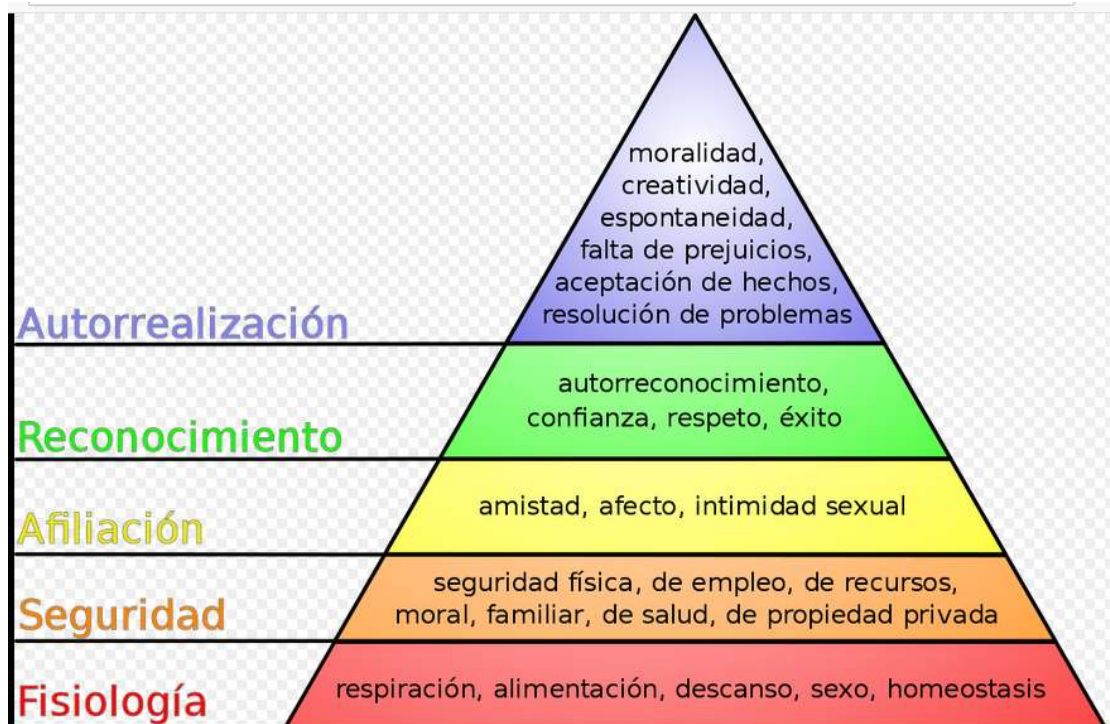 moralidad,
creatividad,
espontaneidad,
falta de prejuicios,
aceptación de hechos,
resolución de problemas
Autorrealización
autorreconocimiento,
confianza, respeto, éxito
Reconocimiento
amistad, afecto, intimidad sexual
Afiliación
seguridad física, de empleo, de recursos,
moral, familiar, de salud, de propiedad privada
Seguridad
respiración, alimentación, descanso, sexo, homeostasis
Fisiología